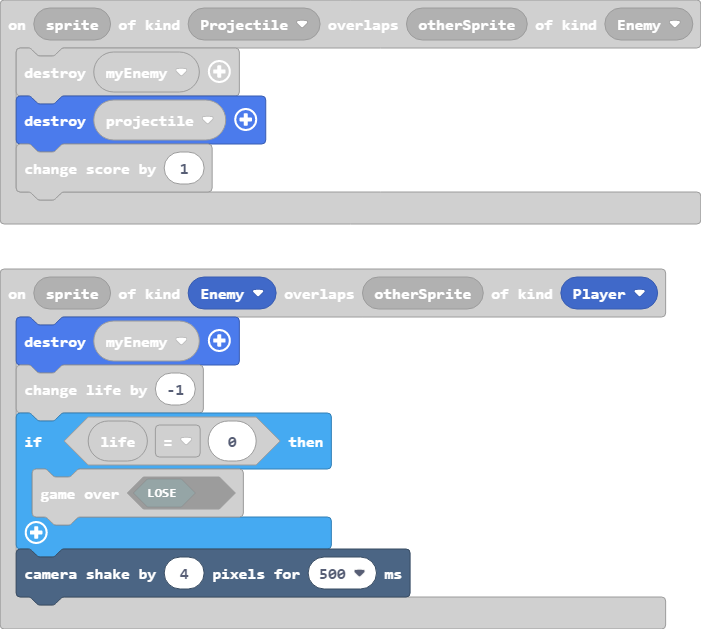 on sprite of kind Projectile overlaps otherSprite of kind Enemy
destroy myEnemy
destroy projectile
change score by 1
on sprite of kind Enemy overlaps otherSprite of kind Player
destroy myEnemy
change life by -1
if life = 0 then
game over LOSE
camera shake by 4 pixels for 500 ms